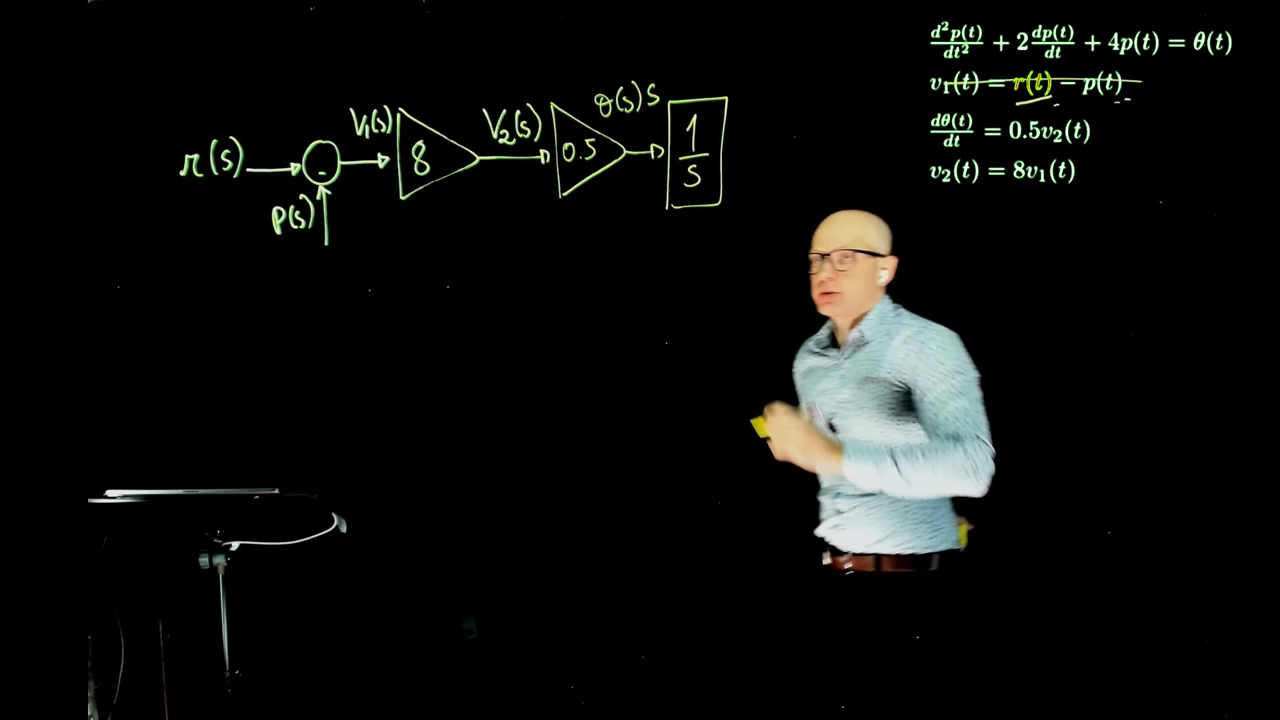 d²p(t)/dt² + 2 dp(t)/dt + 4p(t) = θ(t)
v₁(t) = r(t) − p(t)
dθ(t)/dt = 0.5v₂(t)
v₂(t) = 8v₁(t)
r(s) - V₁(s) 8 V₂(s) 0.5 θ(s)s 1/s
p(s)